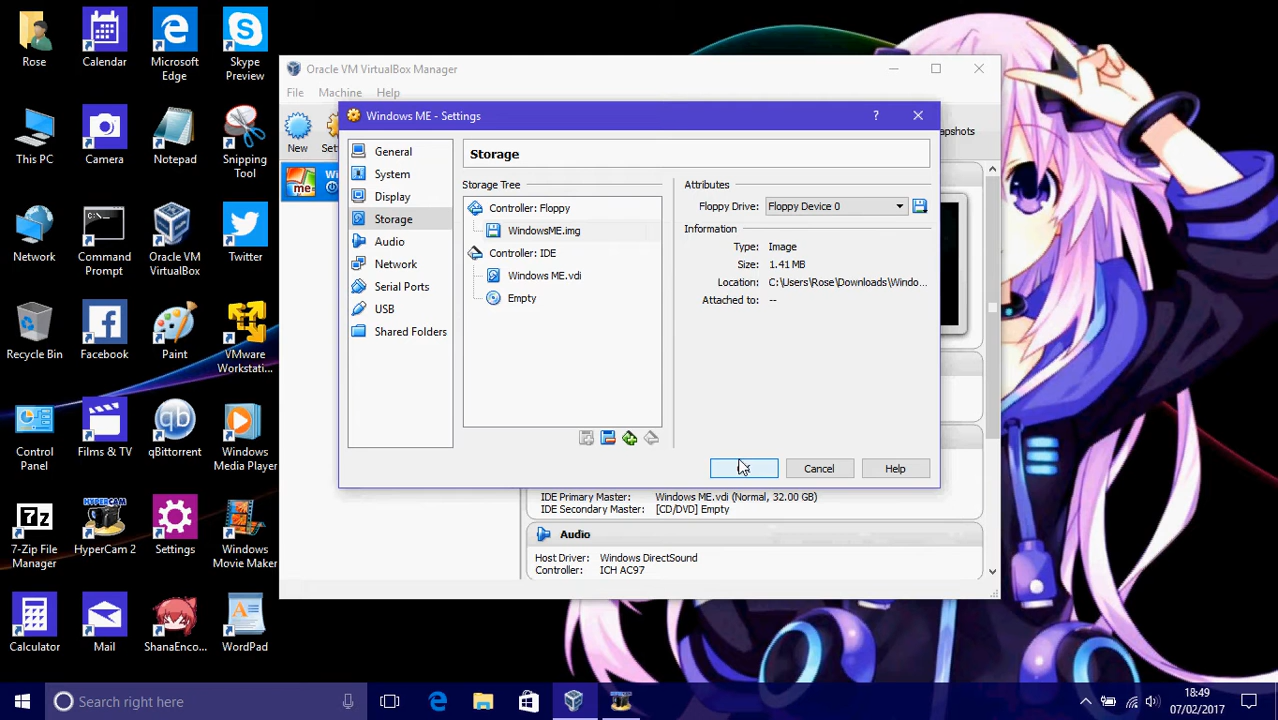 Rose
Calendar
Microsoft
Edge
Skype
Preview
This PC
Camera
Notepad
Snipping
Tool
Network
Command
Prompt
Oracle VM
VirtualBox
Twitter
Recycle Bin
Facebook
Paint
VMware
Workstati...
Control
Panel
Films & TV
qb
qBittorrent
Windows
Media Player
7z
7-Zip File
Manager
HyperCam 2
Settings
Windows
Movie Maker
Calculator
Mail
ShanaEnco...
WordPad
Oracle VM VirtualBox Manager
File
Machine
Help
New
Set
apshots
me
Wi
Windows ME - Settings
?
General
System
Display
Storage
Audio
Network
Serial Ports
USB
Shared Folders
Storage
Storage Tree
Controller: Floppy
WindowsME.img
Controller: IDE
Windows ME.vdi
Empty
Attributes
Floppy Drive: Floppy Device 0
Information
Type: Image
Size: 1.41 MB
Location: C:\Users\Rose\Downloads\Windo...
Attached to: --
Cancel
Help
IDE Primary Master: Windows ME.vdi (Normal, 32.00 GB)
IDE Secondary Master: [CD/DVD] Empty
Audio
Host Driver: Windows DirectSound
Controller: ICH AC97
Search right here
18:49
07/02/2017